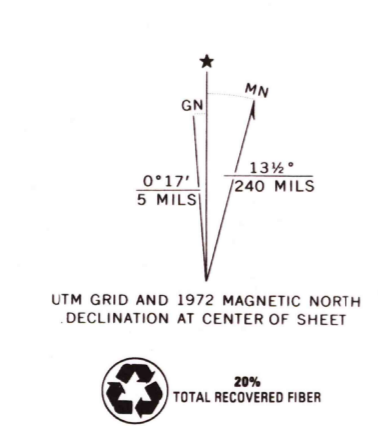 ★
MN
GN
0°17'
5 MILS
13½°
240 MILS
UTM GRID AND 1972 MAGNETIC NORTH
DECLINATION AT CENTER OF SHEET
20%
TOTAL RECOVERED FIBER